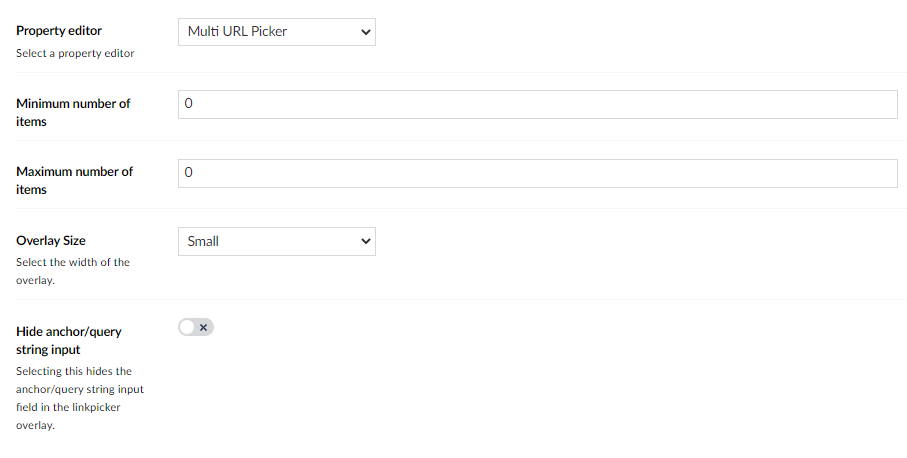 Property editor
Multi URL Picker
Select a property editor
Minimum number of
items
0
Maximum number of
items
0
Overlay Size
Small
Select the width of the
overlay.
Hide anchor/query
string input
Selecting this hides the
anchor/query string input
field in the linkpicker
overlay.